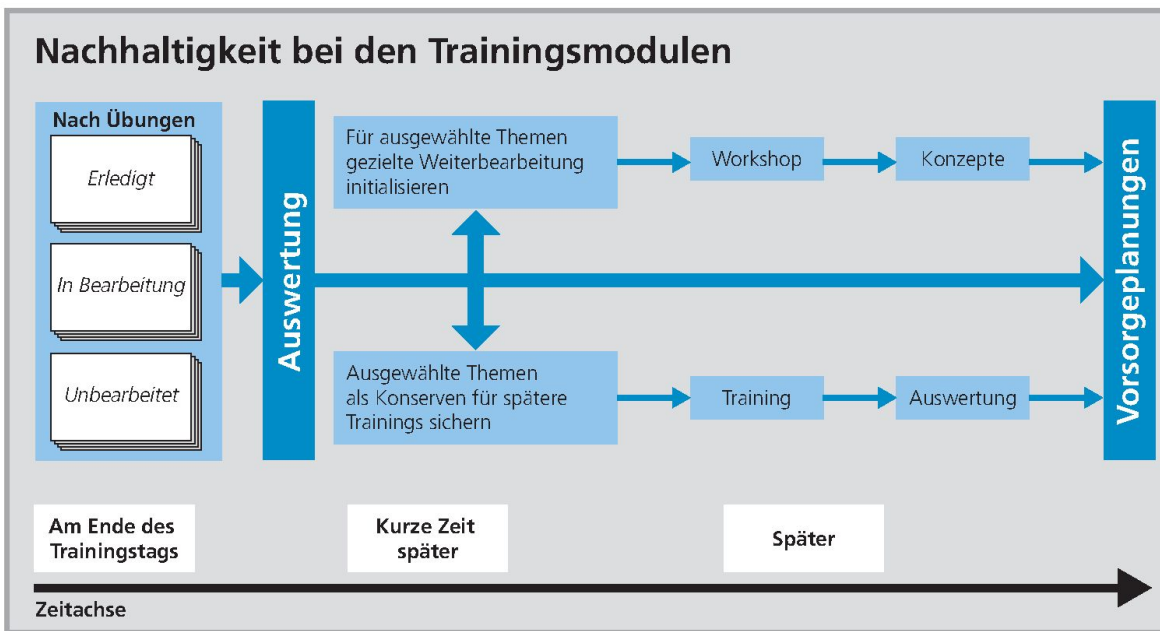 Nachhaltigkeit bei den Trainingsmodulen
Nach Übungen
Erledigt
In Bearbeitung
Unbearbeitet
Auswertung
Für ausgewählte Themen
gezielte Weiterbearbeitung
initialisieren
Workshop
Konzepte
Ausgewählte Themen
als Konserven für spätere
Trainings sichern
Training
Auswertung
Vorsorgeplanungen
Am Ende des
Trainingstags
Kurze Zeit
später
Später
Zeitachse